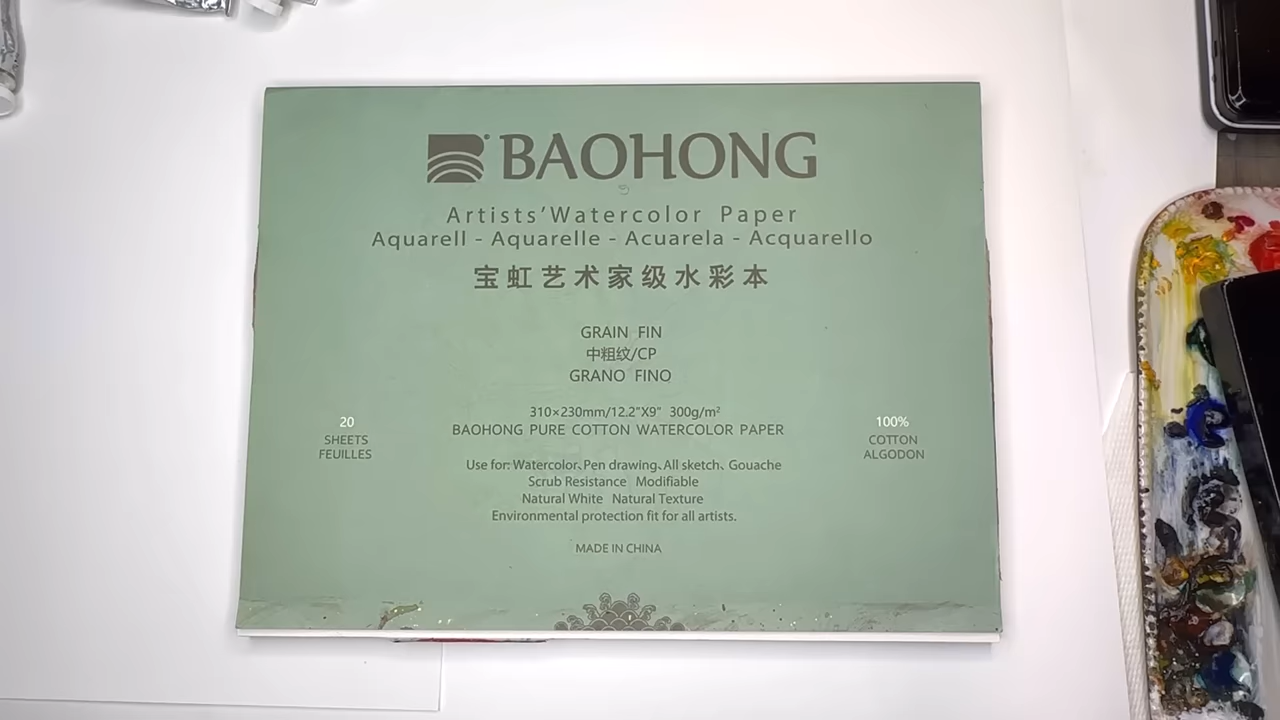 BAOHONG
Artists'Watercolor Paper
Aquarell - Aquarelle - Acuarela - Acquarello
宝虹艺术家级水彩本
GRAIN FIN
中粗纹/CP
GRANO FINO
310×230mm/12.2"X9" 300g/m²
BAOHONG PURE COTTON WATERCOLOR PAPER
20
SHEETS
FEUILLES
100%
COTTON
ALGODON
Use for: Watercolor、Pen drawing、All sketch、Gouache
Scrub Resistance Modifiable
Natural White Natural Texture
Environmental protection fit for all artists.
MADE IN CHINA